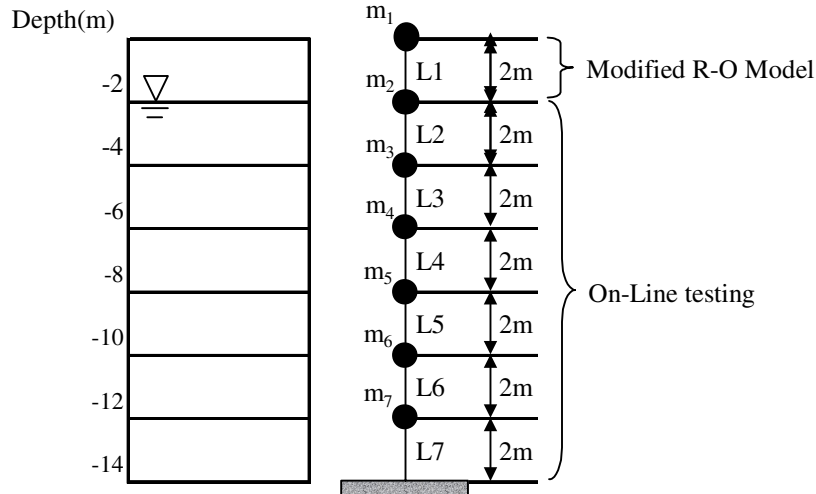 Depth(m)
-2
-4
-6
-8
-10
-12
-14
m1
m2
m3
m4
m5
m6
m7
L1
L2
L3
L4
L5
L6
L7
2m
2m
2m
2m
2m
2m
2m
Modified R-O Model
On-Line testing